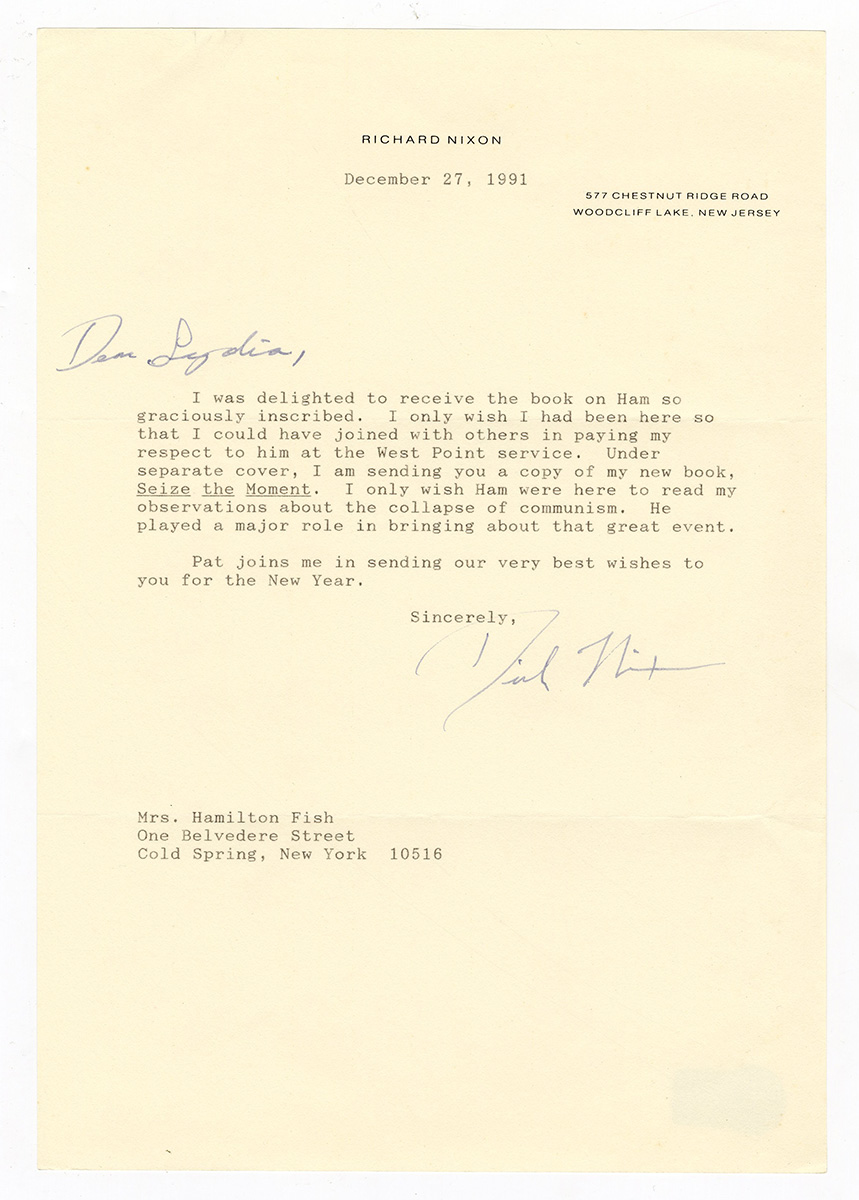 RICHARD NIXON
December 27, 1991
577 CHESTNUT RIDGE ROAD
WOODCLIFF LAKE, NEW JERSEY
Dear Lydia,
I was delighted to receive the book on Ham so
graciously inscribed. I only wish I had been here so
that I could have joined with others in paying my
respect to him at the West Point service. Under
separate cover, I am sending you a copy of my new book,
Seize the Moment. I only wish Ham were here to read my
observations about the collapse of communism. He
played a major role in bringing about that great event.
Pat joins me in sending our very best wishes to
you for the New Year.
Sincerely,
Dick Nixon
Mrs. Hamilton Fish
One Belvedere Street
Cold Spring, New York 10516